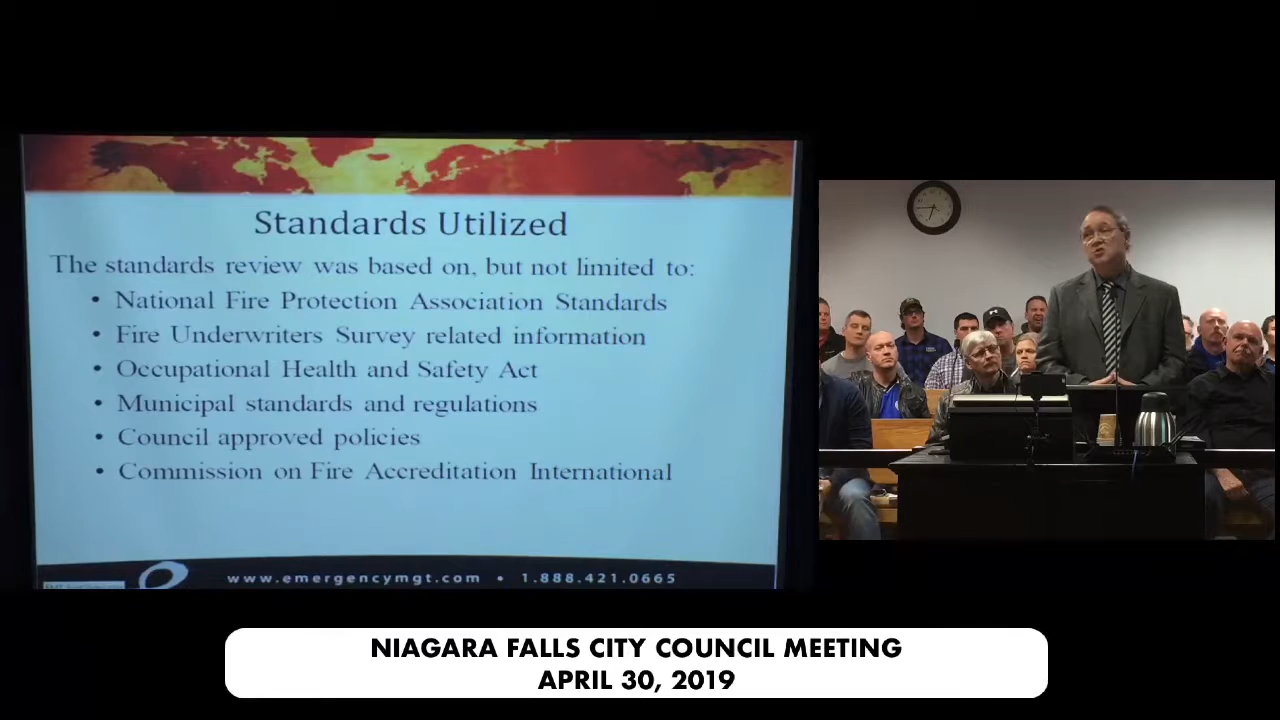 Standards Utilized
The standards review was based on, but not limited to:
• National Fire Protection Association Standards
• Fire Underwriters Survey related information
• Occupational Health and Safety Act
• Municipal standards and regulations
• Council approved policies
• Commission on Fire Accreditation International
www.emergencymgt.com • 1.888.421.0665
NIAGARA FALLS CITY COUNCIL MEETING
APRIL 30, 2019